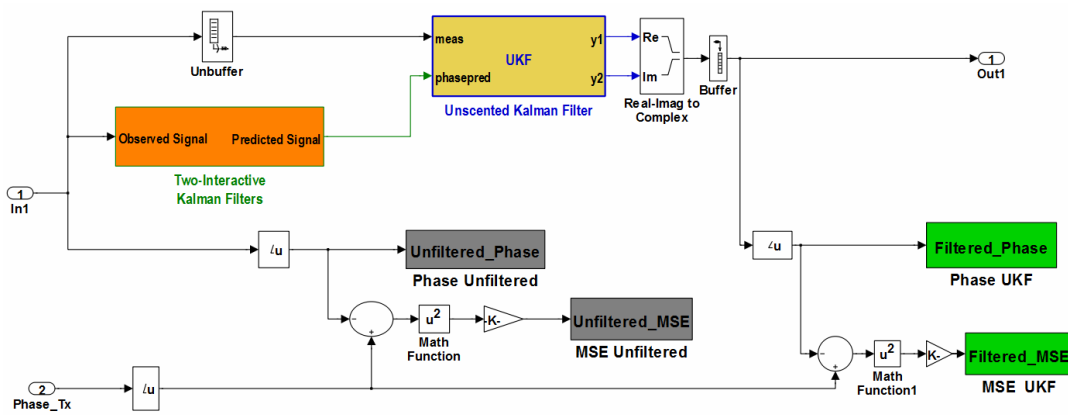 Unbuffer
meas
phasepred
UKF
y1
y2
Unscented Kalman Filter
Re
Im
Real-Imag to
Complex
Buffer
1
Out1
Observed Signal
Predicted Signal
Two-Interactive
Kalman Filters
1
In1
∠u
Unfiltered_Phase
Phase Unfiltered
∠u
Filtered_Phase
Phase UKF
-
+
u²
Math
Function
-K-
Unfiltered_MSE
MSE Unfiltered
-
+
u²
Math
Function1
K-
Filtered_MSE
MSE UKF
2
Phase_Tx
∠u